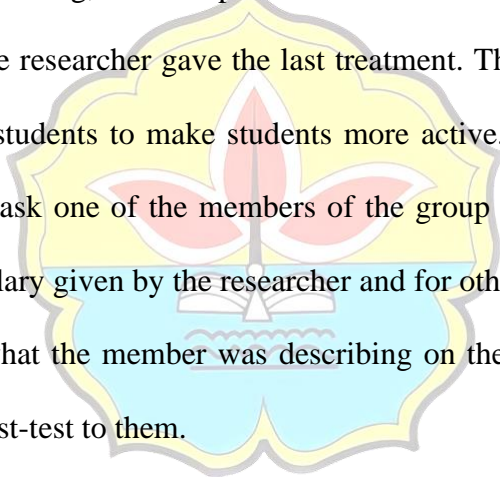 e researcher gave the last treatment. Th
students to make students more active.
ask one of the members of the group
lary given by the researcher and for oth
hat the member was describing on the
st-test to them.